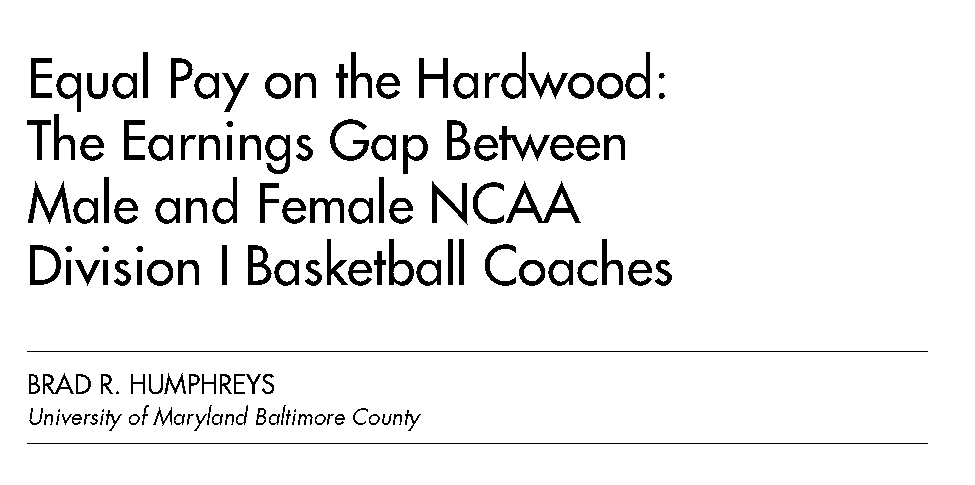 Equal Pay on the Hardwood:
The Earnings Gap Between
Male and Female NCAA
Division I Basketball Coaches
BRAD R. HUMPHREYS
University of Maryland Baltimore County